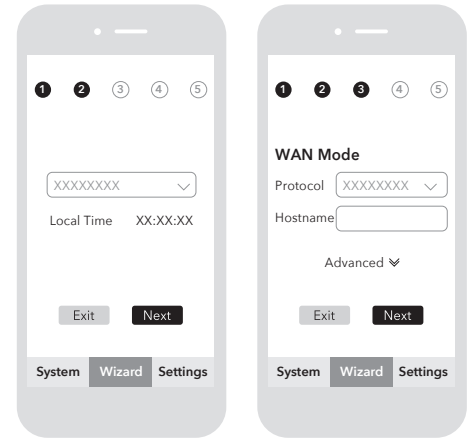 1 2 3 4 5
XXXXXXXX
Local Time XX:XX:XX
Exit Next
System Wizard Settings
1 2 3 4 5
WAN Mode
Protocol XXXXXXXX
Hostname
Advanced
Exit Next
System Wizard Settings